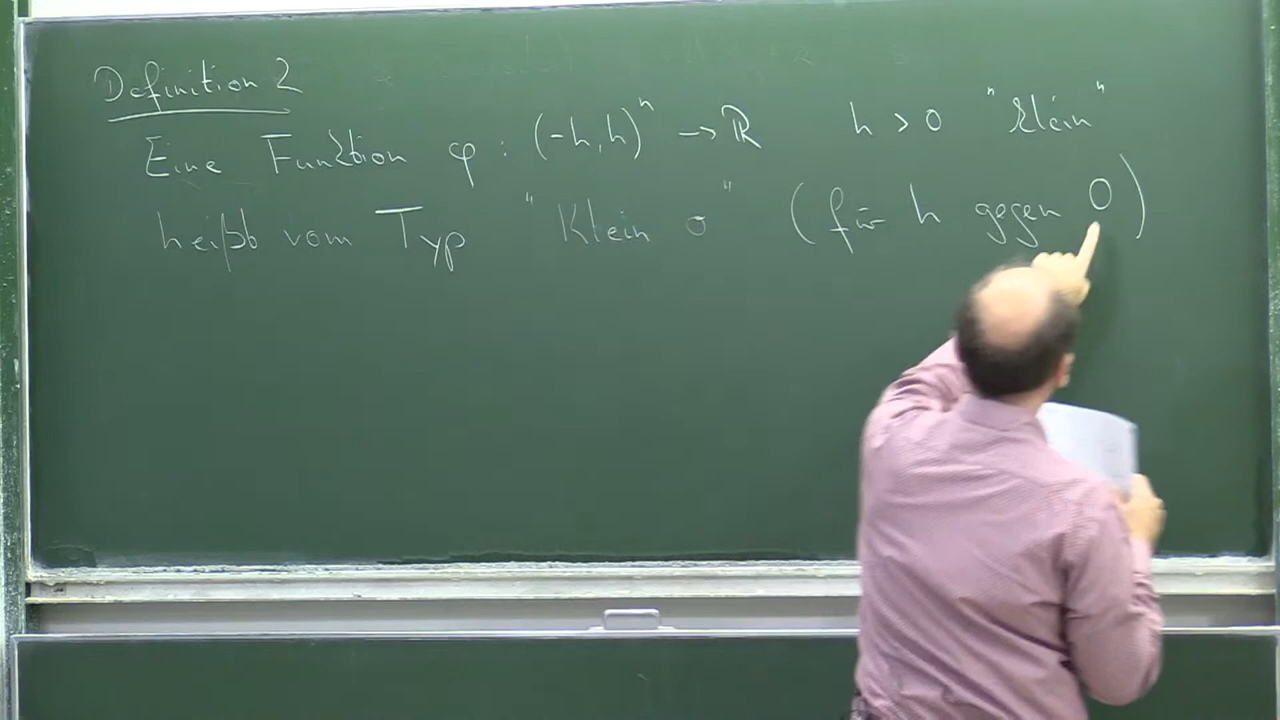 Definition 2
Eine Funktion φ : (-h, h)ⁿ → ℝ h > 0 "klein"
heißt vom Typ "Klein o" (für h gegen 0)